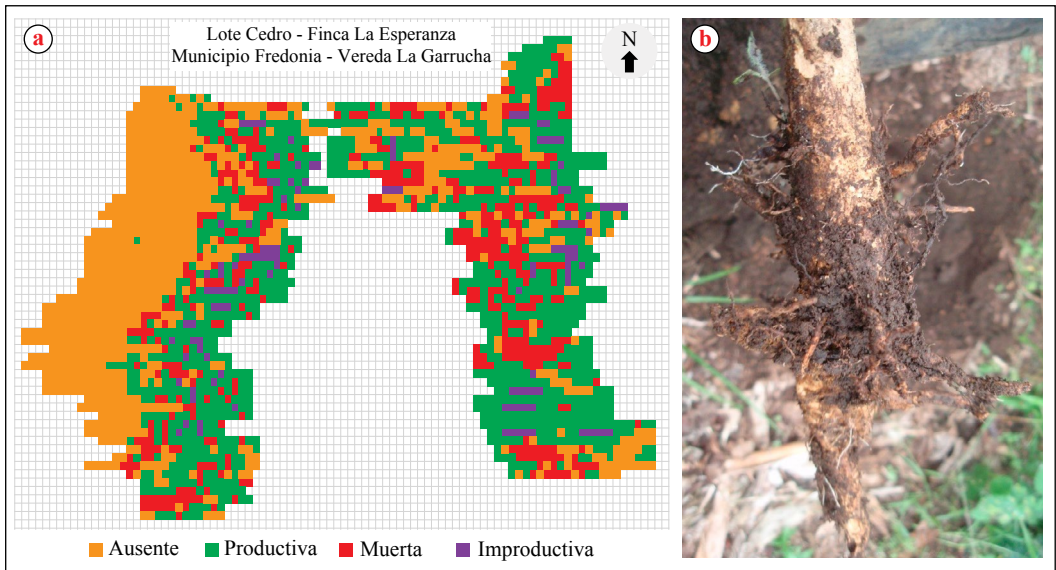 a
Lote Cedro - Finca La Esperanza
Municipio Fredonia - Vereda La Garrucha
N
b
Ausente Productiva Muerta Improductiva